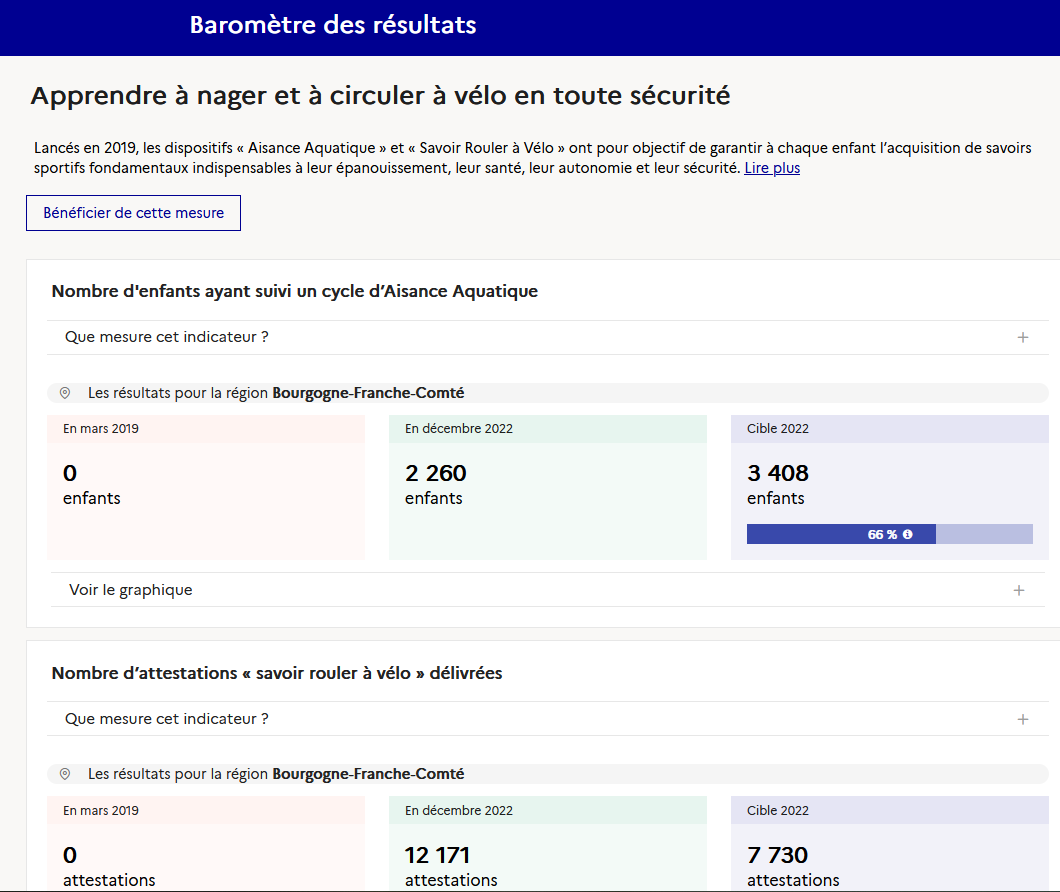 Baromètre des résultats
Apprendre à nager et à circuler à vélo en toute sécurité
Lancés en 2019, les dispositifs « Aisance Aquatique » et « Savoir Rouler à Vélo » ont pour objectif de garantir à chaque enfant l’acquisition de savoirs
sportifs fondamentaux indispensables à leur épanouissement, leur santé, leur autonomie et leur sécurité. Lire plus
Bénéficier de cette mesure
Nombre d'enfants ayant suivi un cycle d’Aisance Aquatique
Que mesure cet indicateur ? +
Les résultats pour la région Bourgogne-Franche-Comté
En mars 2019
0
enfants
En décembre 2022
2 260
enfants
Cible 2022
3 408
enfants
66 %
Voir le graphique +
Nombre d’attestations « savoir rouler à vélo » délivrées
Que mesure cet indicateur ? +
Les résultats pour la région Bourgogne-Franche-Comté
En mars 2019
0
attestations
En décembre 2022
12 171
attestations
Cible 2022
7 730
attestations